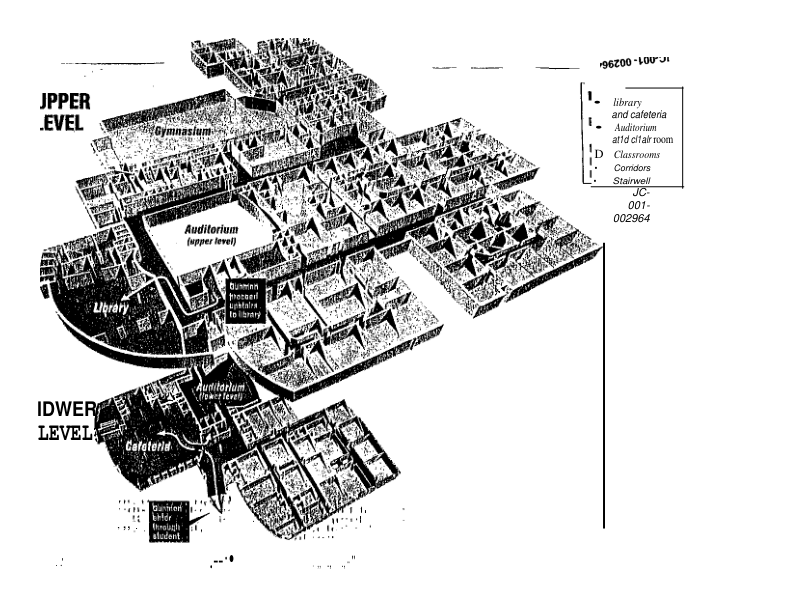 JC-001-00296
JPPER
.EVEL
library
and cafeteria
Auditorium
at1d cl1alr room
D Classrooms
Corridors
Stairwell
JC-
001-
002964
Gymnasium
Auditorium
(upper level)
Library
Gunmen
proceed
upstairs
to library
Auditorium
(lower level)
IDWER
LEVEL
Cafeteria
Gunmen
enter
through
student